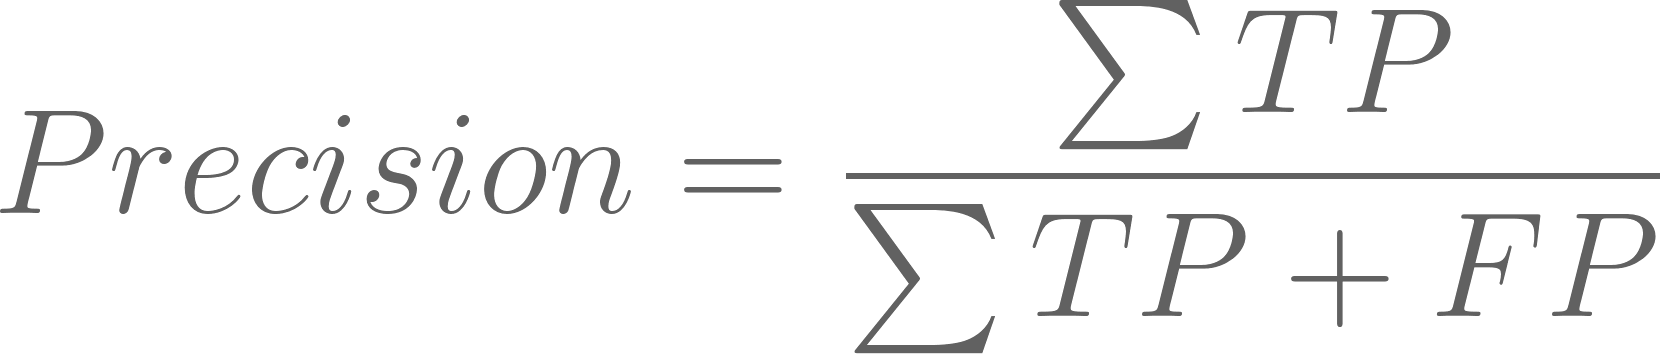 Precision = ∑ TP / ∑ TP + FP